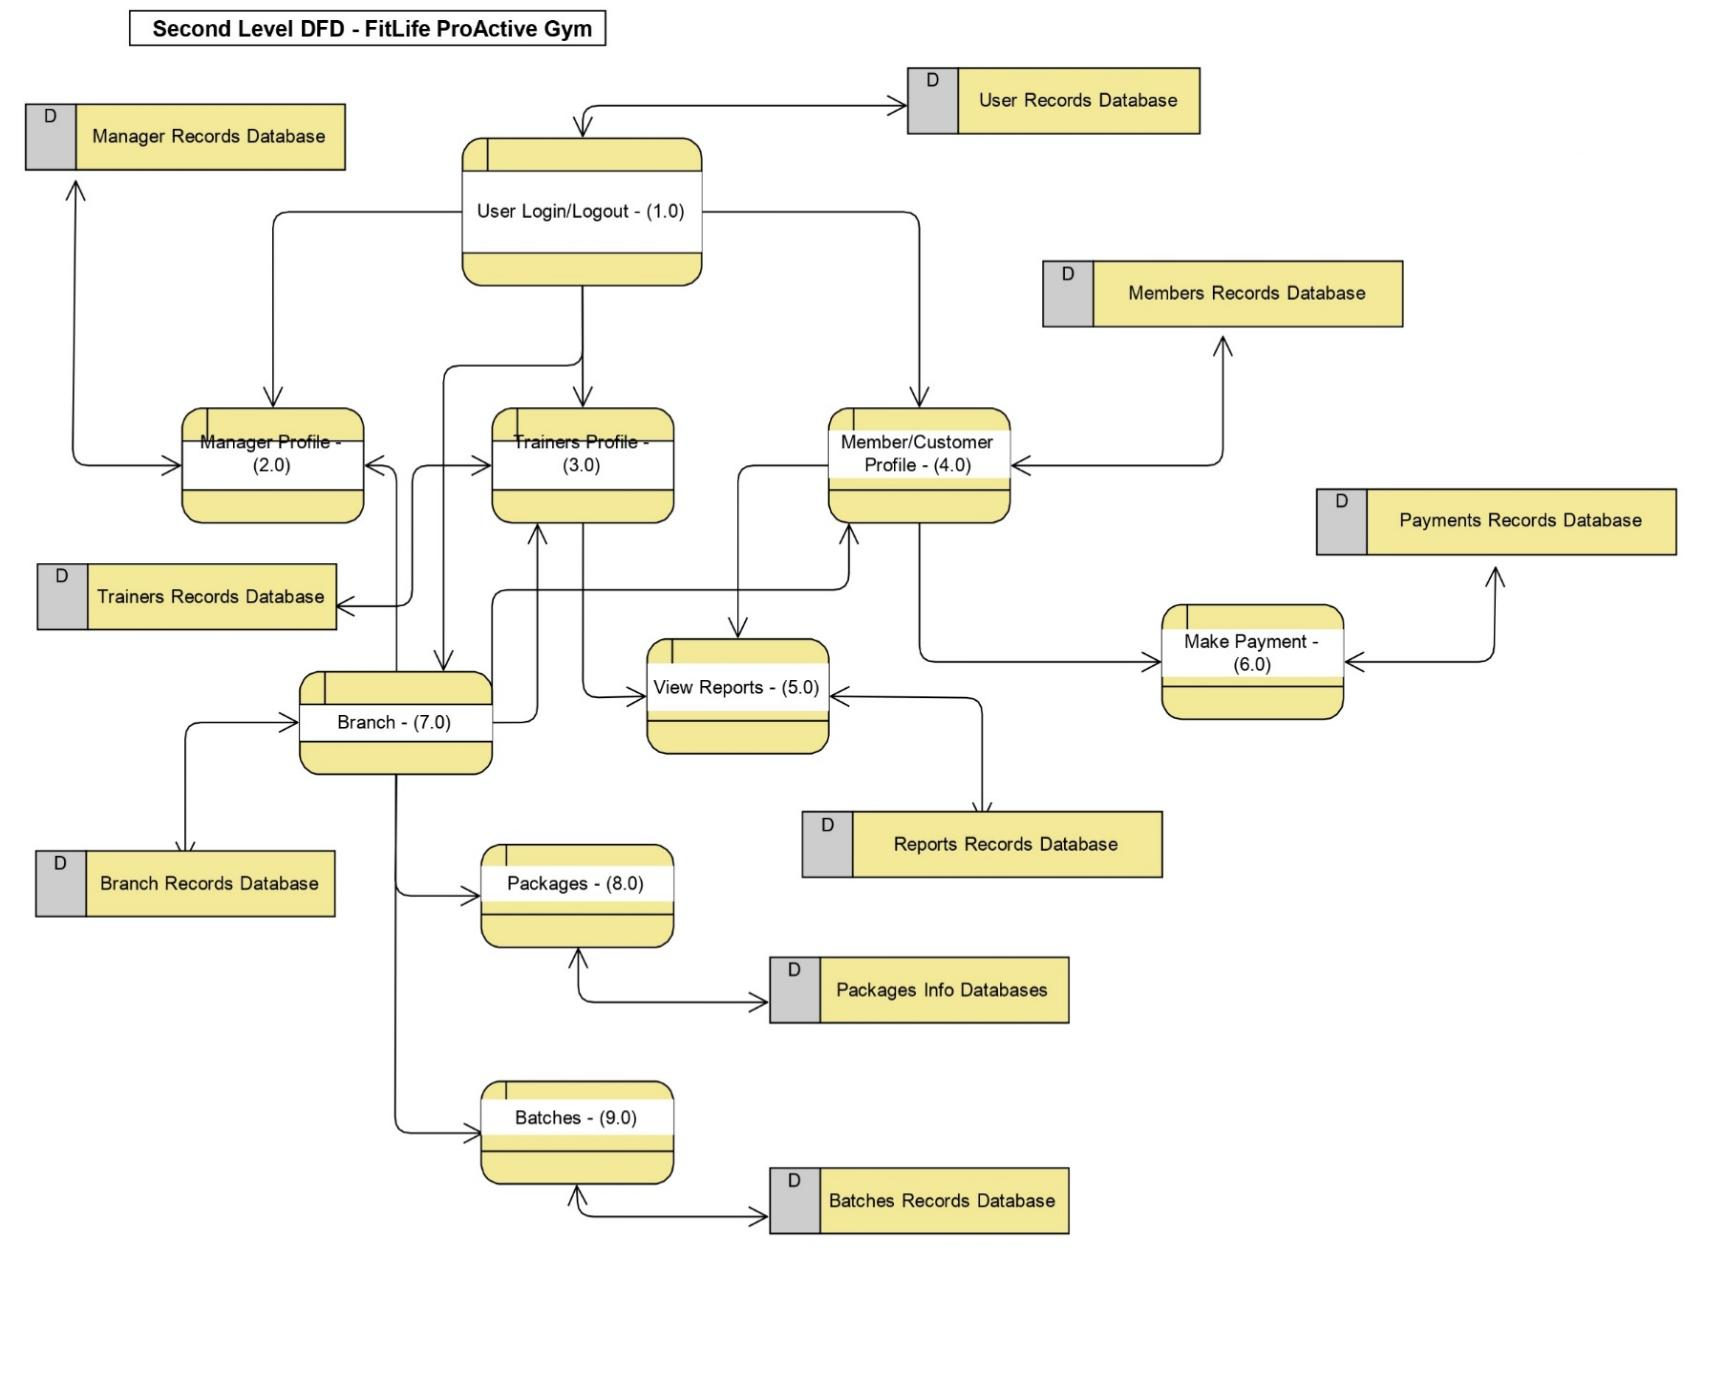 Second Level DFD - FitLife ProActive Gym
D
User Records Database
D
Manager Records Database
User Login/Logout - (1.0)
D
Members Records Database
Manager Profile -
(2.0)
Trainers Profile -
(3.0)
Member/Customer
Profile - (4.0)
D
Payments Records Database
D
Trainers Records Database
Make Payment -
(6.0)
View Reports - (5.0)
Branch - (7.0)
D
Reports Records Database
D
Branch Records Database
Packages - (8.0)
D
Packages Info Databases
Batches - (9.0)
D
Batches Records Database